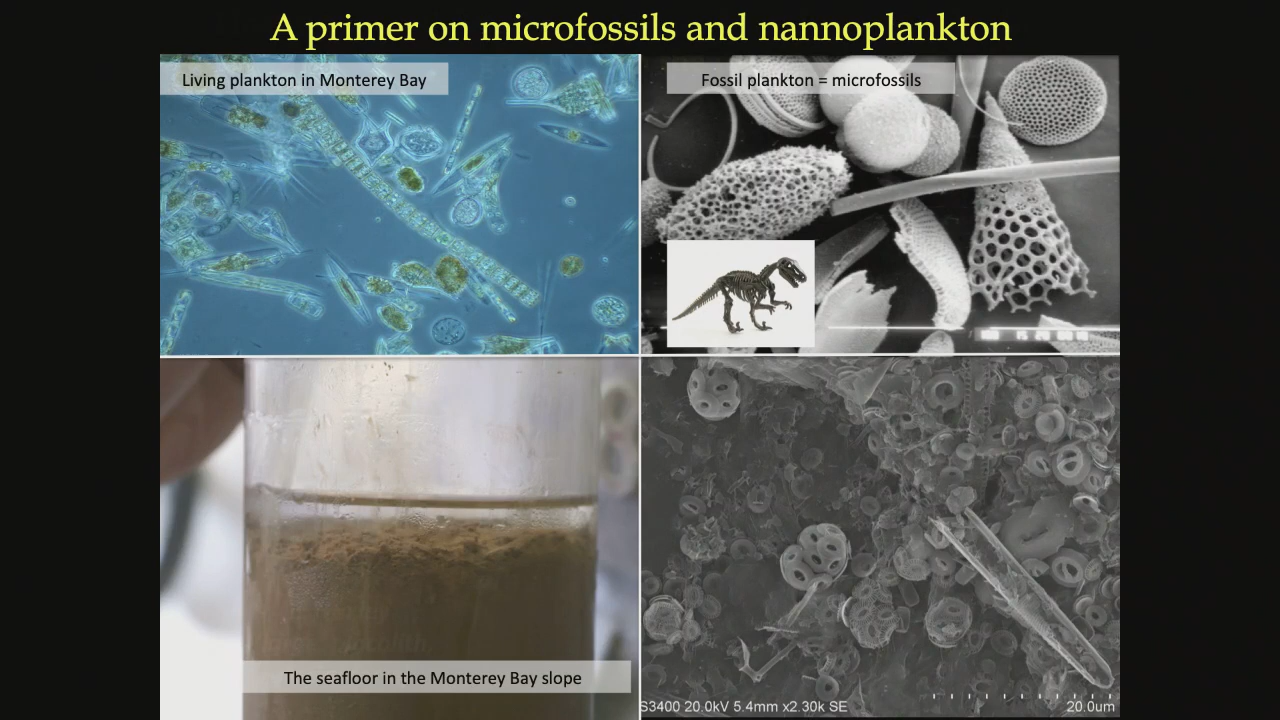 A primer on microfossils and nannoplankton
Living plankton in Monterey Bay
Fossil plankton = microfossils
The seafloor in the Monterey Bay slope
S3400 20.0kV 5.4mm x2.30k SE
20.0um